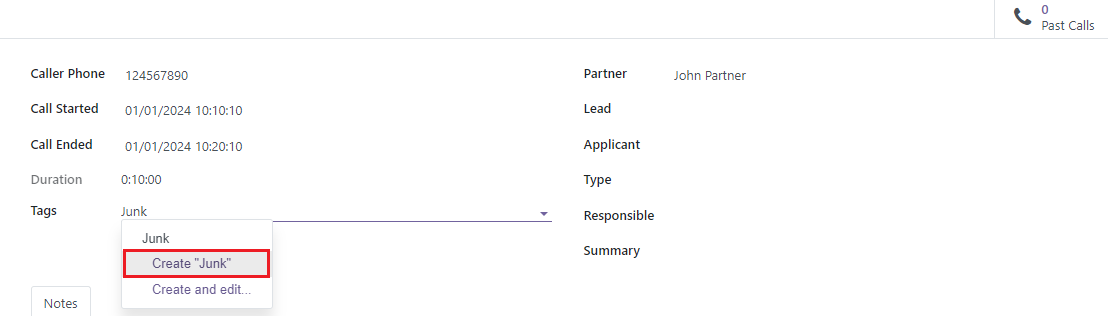 0
Past Calls
Caller Phone 124567890
Partner John Partner
Call Started 01/01/2024 10:10:10
Lead
Call Ended 01/01/2024 10:20:10
Applicant
Duration 0:10:00
Type
Tags Junk
Responsible
Junk
Summary
Create "Junk"
Create and edit...
Notes